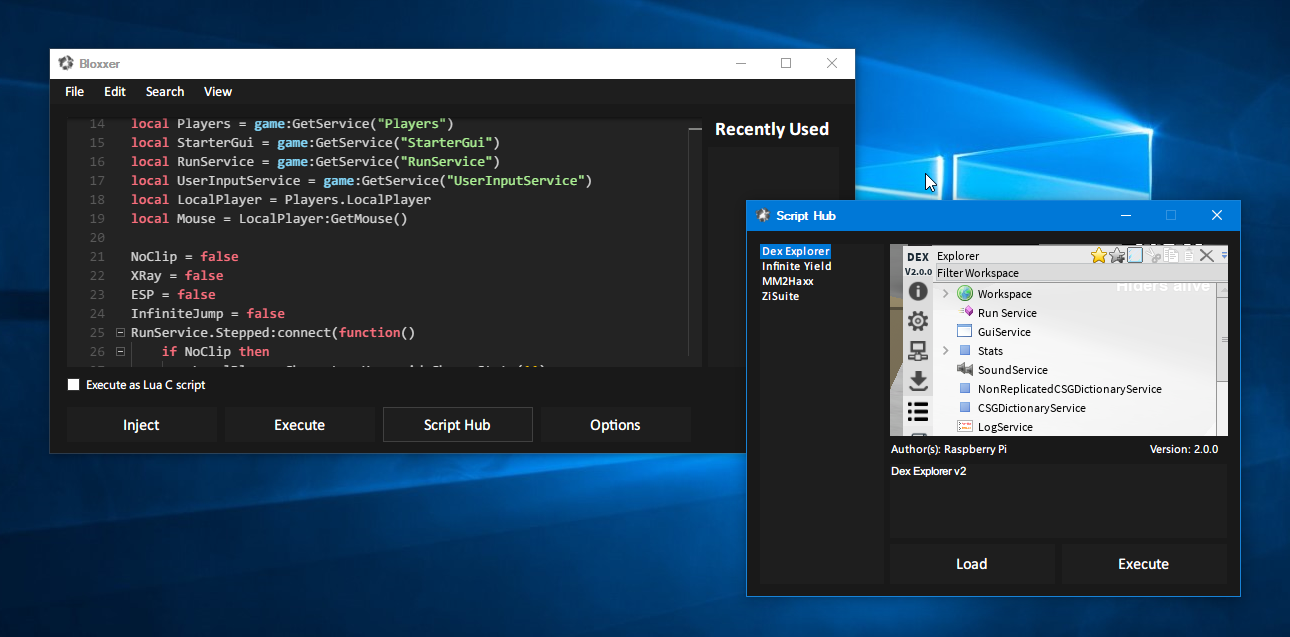 Bloxxer
File Edit Search View
14 local Players = game:GetService("Players")
15 local StarterGui = game:GetService("StarterGui")
16 local RunService = game:GetService("RunService")
17 local UserInputService = game:GetService("UserInputService")
18 local LocalPlayer = Players.LocalPlayer
19 local Mouse = LocalPlayer:GetMouse()
20
21 NoClip = false
22 XRay = false
23 ESP = false
24 InfiniteJump = false
25 RunService.Stepped:connect(function()
26 if NoClip then
Recently Used
Execute as Lua C script
Inject
Execute
Script Hub
Options
Script Hub
Dex Explorer
Infinite Yield
MM2Haxx
ZiSuite
DEX
V2.0.0
Explorer
Filter Workspace
Hiders alive
Workspace
Run Service
GuiService
Stats
SoundService
NonReplicatedCSGDictionaryService
CSGDictionaryService
LogService
Author(s): Raspberry Pi
Version: 2.0.0
Dex Explorer v2
Load
Execute